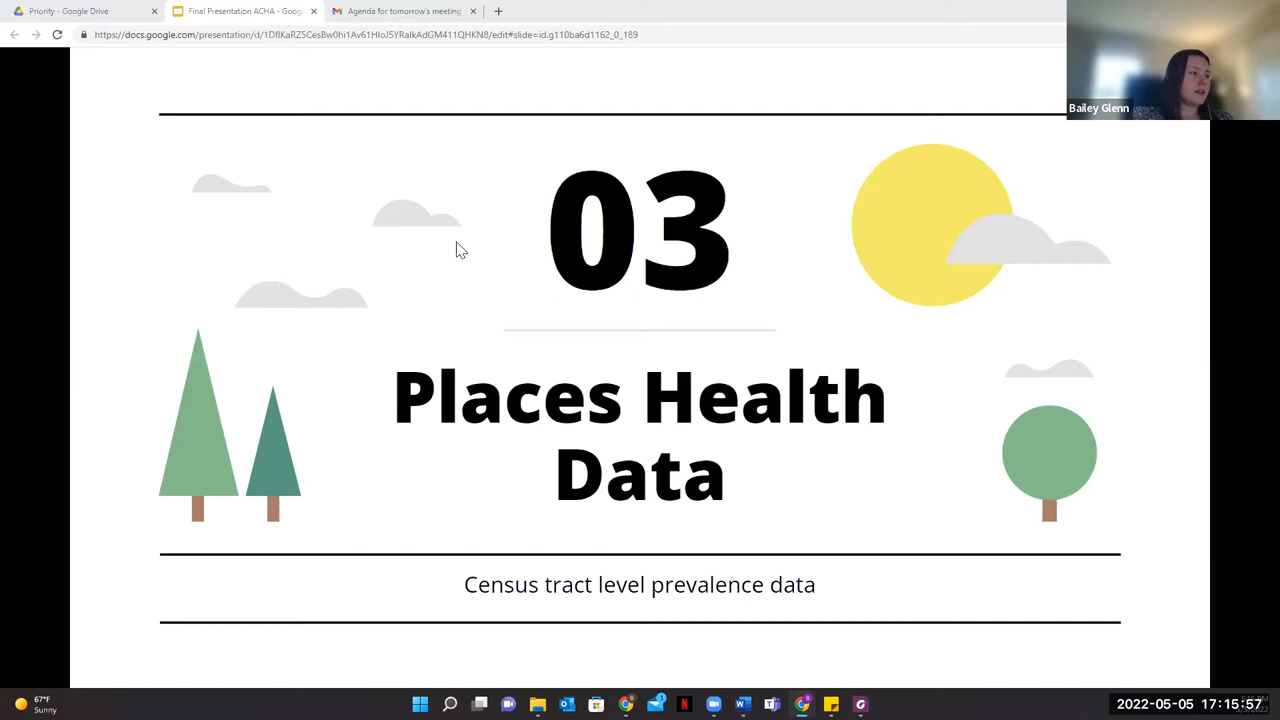 Priority - Google Drive
Final Presentation ACHA - Goog
Agenda for tomorrow's meeting
Bailey Glenn
03
Places Health
Data
Census tract level prevalence data
67°F
Sunny
2022-05-05 17:15:57